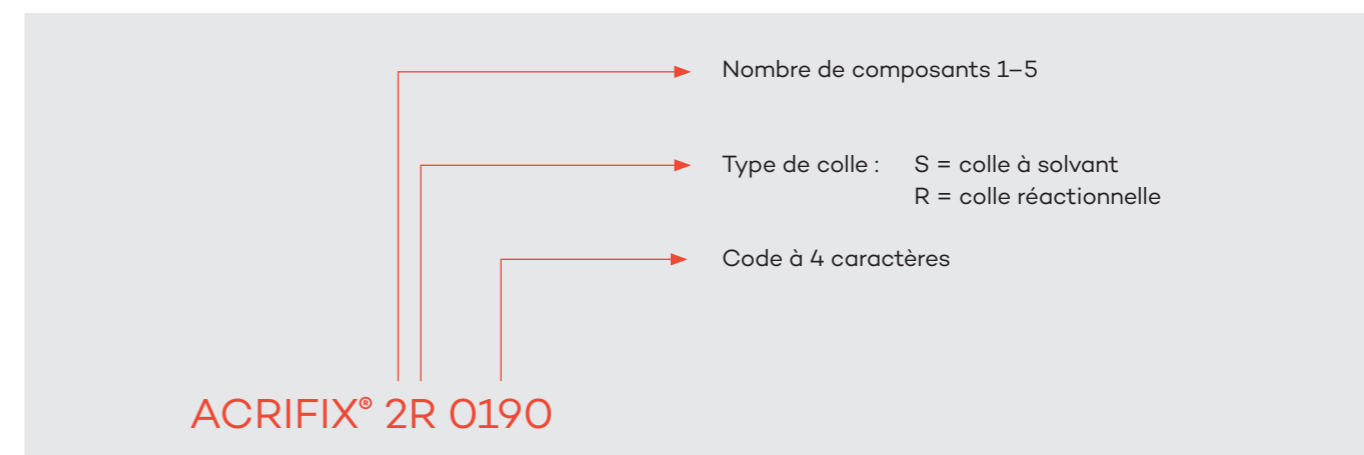 Nombre de composants 1–5
Type de colle : S = colle à solvant
R = colle réactionnelle
Code à 4 caractères
ACRIFIX® 2R 0190